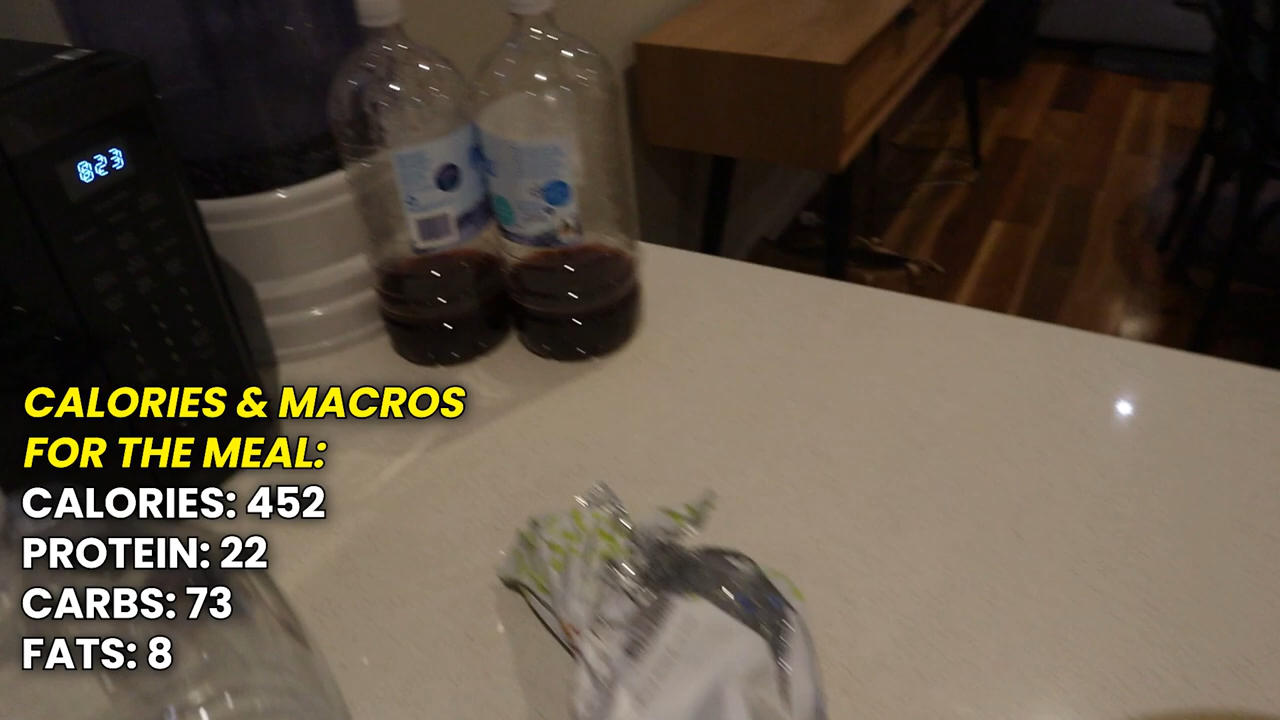 823
CALORIES & MACROS
FOR THE MEAL:
CALORIES: 452
PROTEIN: 22
CARBS: 73
FATS: 8